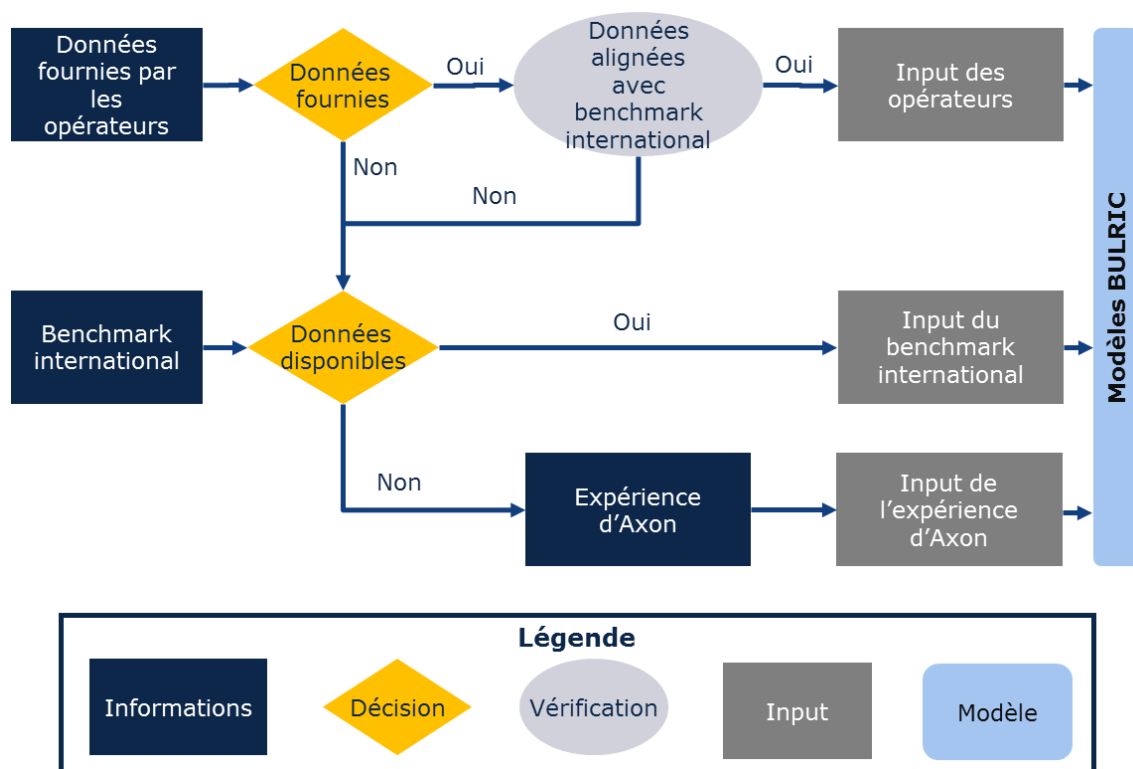 Données
fournies par
les
opérateurs
Données
fournies
Oui
Données
alignées
avec
benchmark
international
Oui
Input des
opérateurs
Non
Non
Benchmark
international
Données
disponibles
Oui
Input du
benchmark
international
Non
Expérience
d'Axon
Input de
l'expérience
d'Axon
Modèles BULRIC
Légende
Informations
Décision
Vérification
Input
Modèle